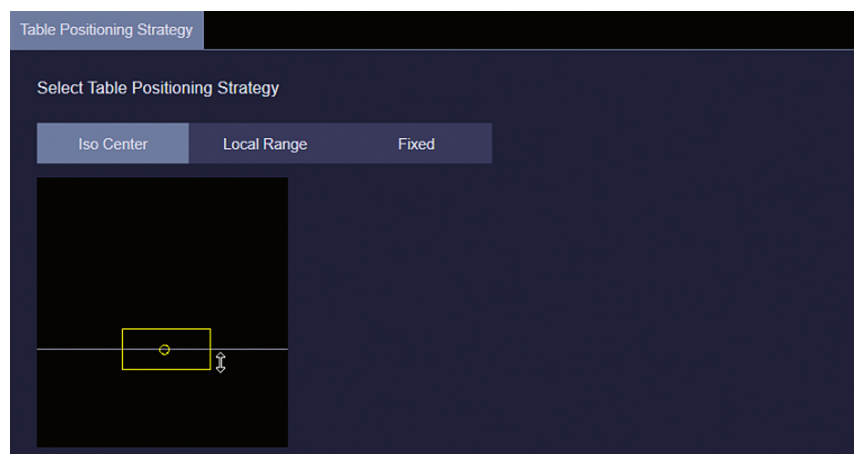 Table Positioning Strategy
Select Table Positioning Strategy
Iso Center Local Range Fixed